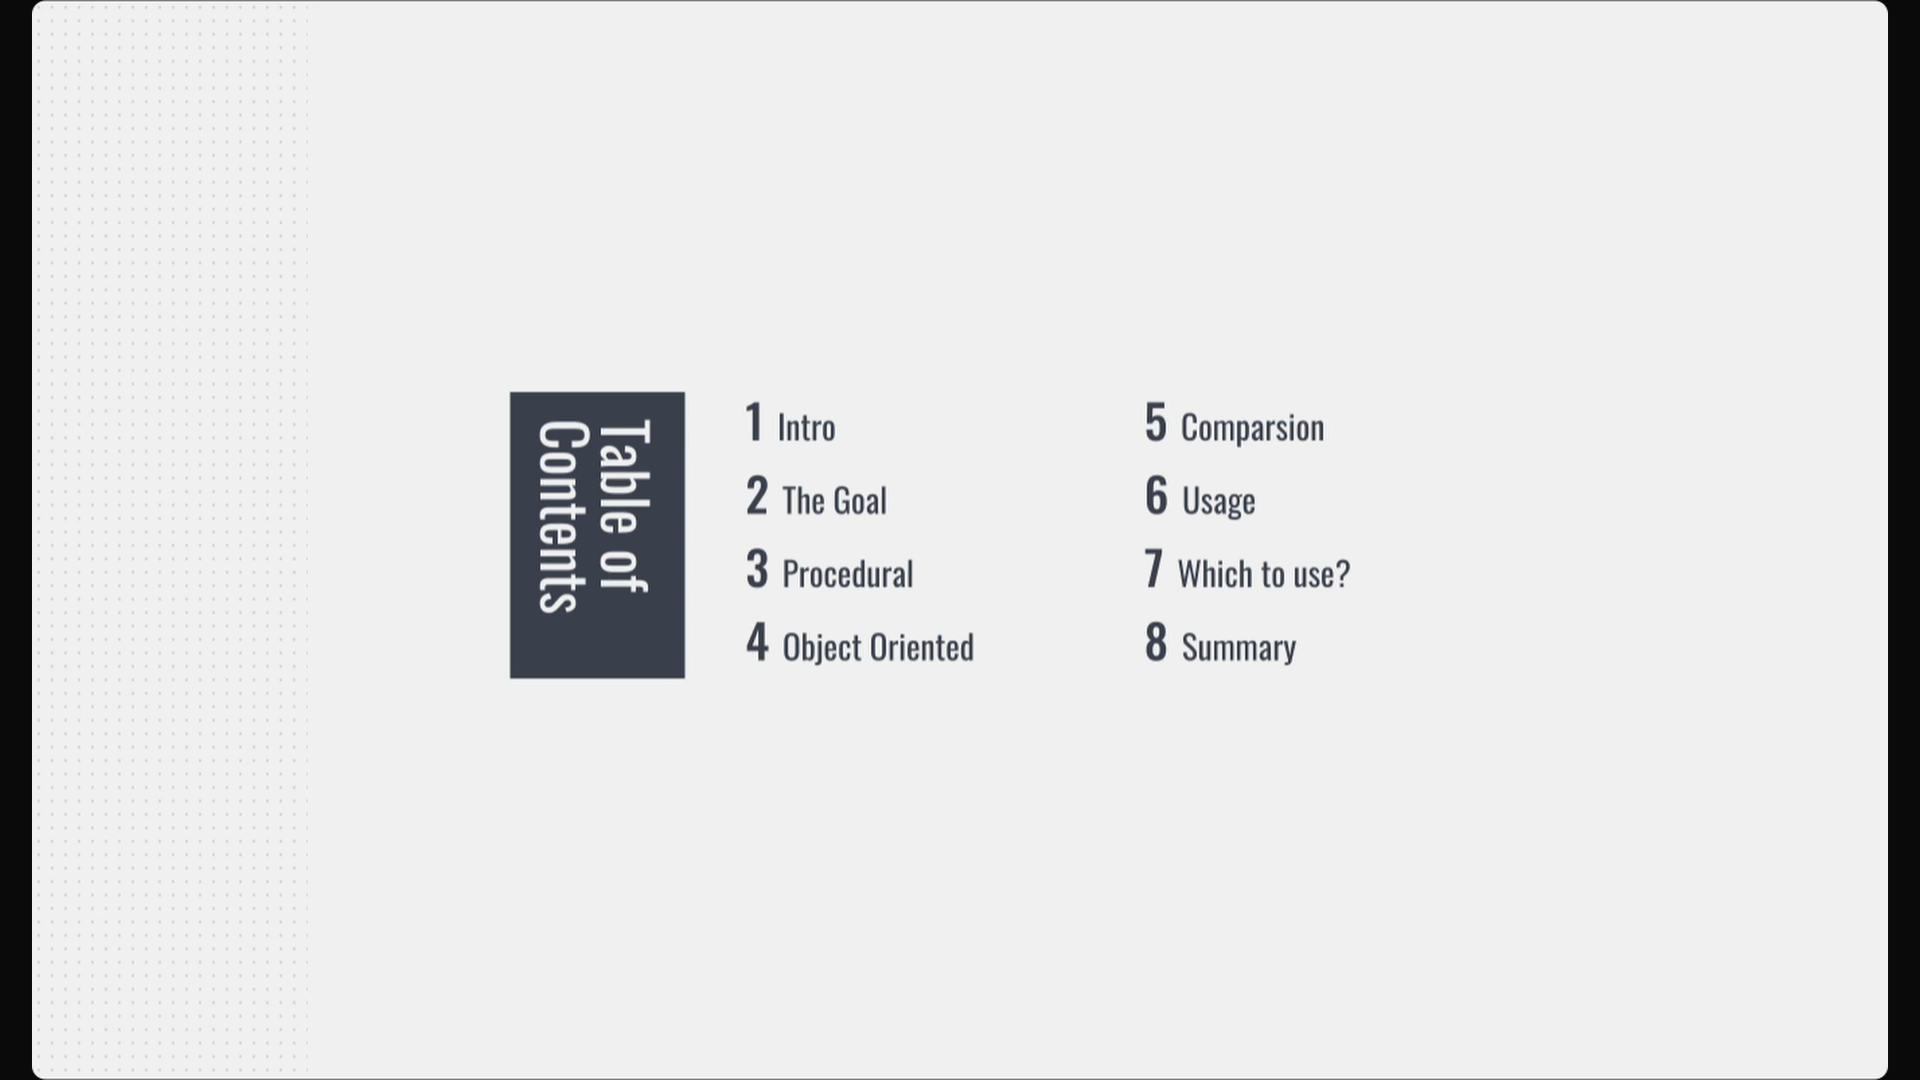 Table of
Contents
1 Intro
2 The Goal
3 Procedural
4 Object Oriented
5 Comparsion
6 Usage
7 Which to use?
8 Summary